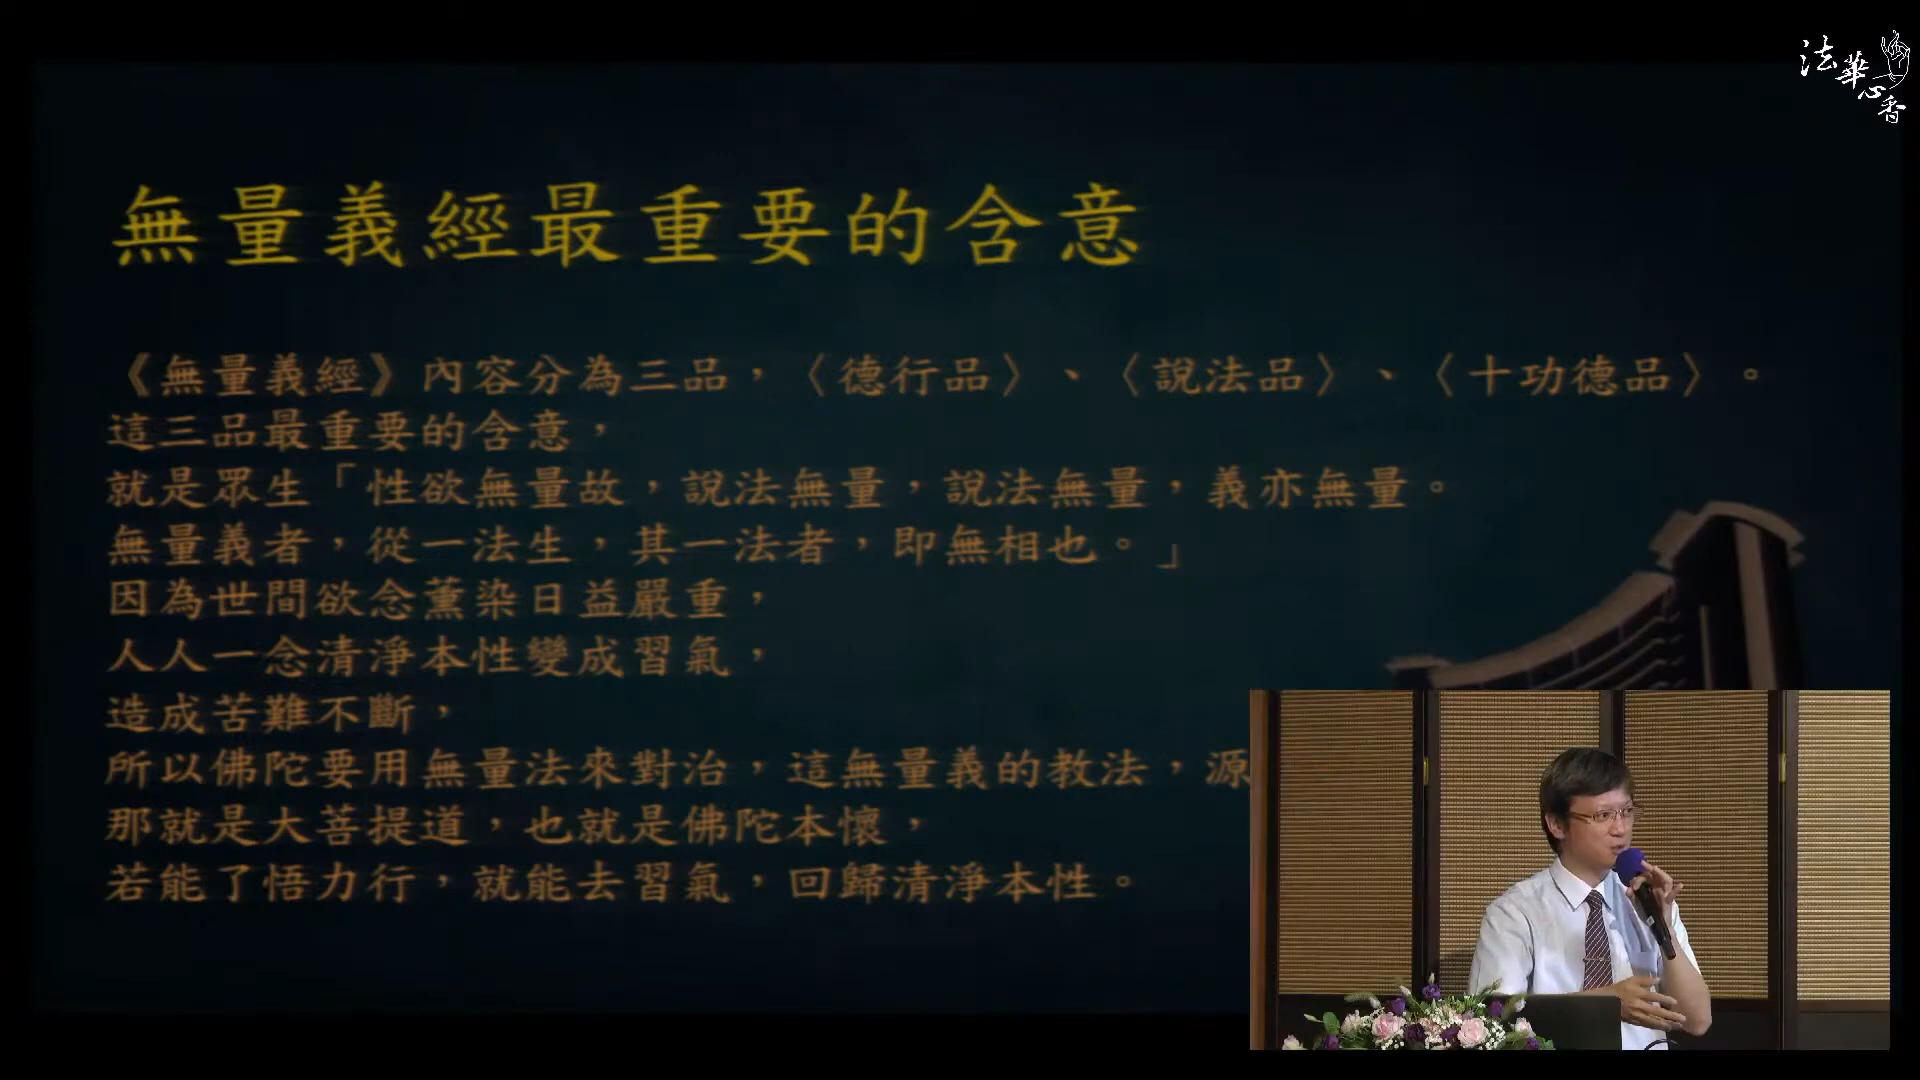 法華心香
無量義經最重要的含意
《無量義經》內容分為三品，〈德行品〉、〈說法品〉、〈十功德品〉。
這三品最重要的含意，
就是眾生「性欲無量故，說法無量，說法無量，義亦無量。
無量義者，從一法生，其一法者，即無相也。」
因為世間欲念薰染日益嚴重，
人人一念清淨本性變成習氣，
造成苦難不斷，
所以佛陀要用無量法來對治，這無量義的教法，源
那就是大菩提道，也就是佛陀本懷，
若能了悟力行，就能去習氣，回歸清淨本性。